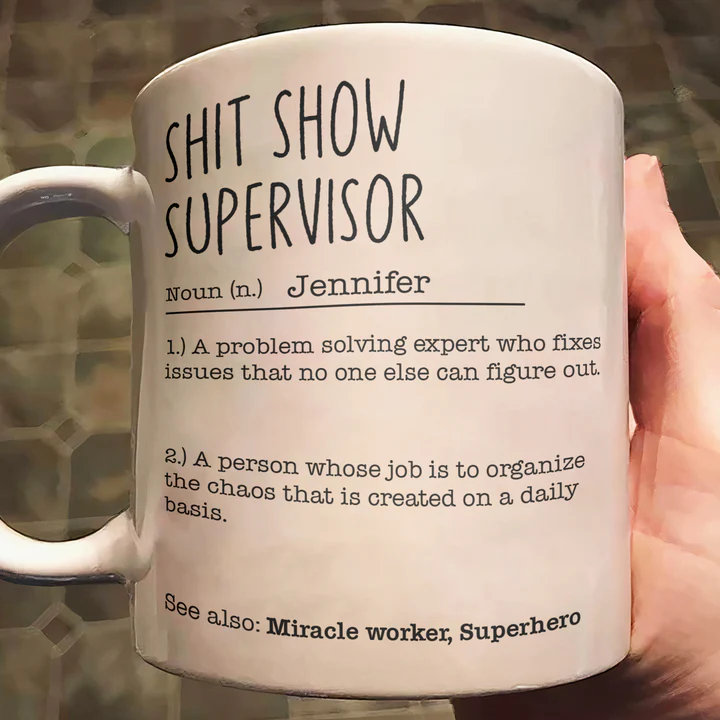 SHIT SHOW
SUPERVISOR
Noun (n.) Jennifer
1.) A problem solving expert who fixes
issues that no one else can figure out.
2.) A person whose job is to organize
the chaos that is created on a daily
basis.
See also: Miracle worker, Superhero